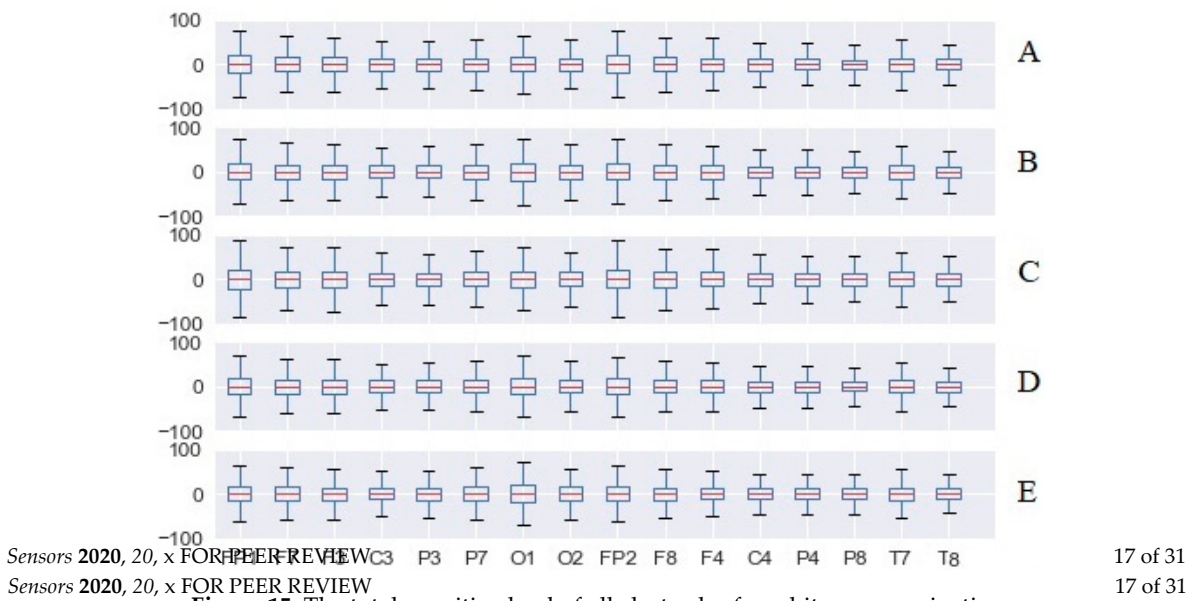 100
0
−100
A
100
0
−100
B
100
0
−100
C
100
0
−100
D
100
0
−100
E
Sensors 2020, 20, x FOR PEER REVIEW C3 P3 P7 O1 O2 FP2 F8 F4 C4 P4 P8 T7 T8 17 of 31
Sensors 2020, 20, x FOR PEER REVIEW 17 of 31